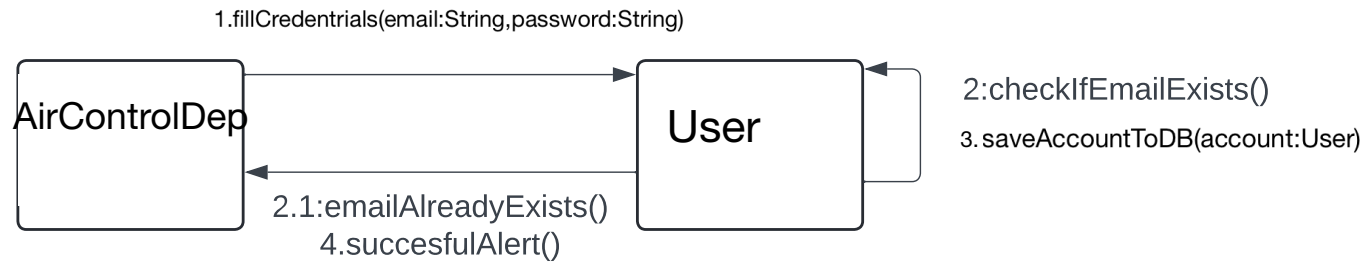 1.fillCredentrials(email:String,password:String)
AirControlDep
User
2:checkIfEmailExists()
3. saveAccountToDB(account:User)
2.1:emailAlreadyExists()
4.succesfulAlert()